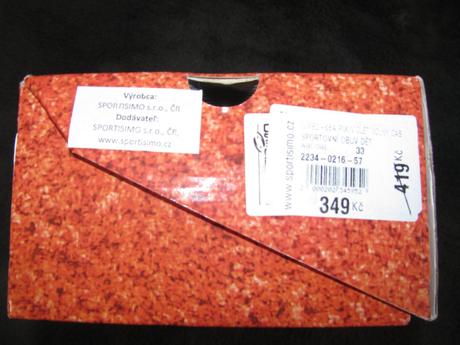 Výrobca:
SPORTISIMO s.r.o., ČR
Dodávateľ:
SPORTISIMO s.r.o., ČR,
www.sportisimo.cz
www.sportisimo.cz
SPORTOVNÍ OBUV DĚT
33
2234-0216-57
349 Kč
419 Kč